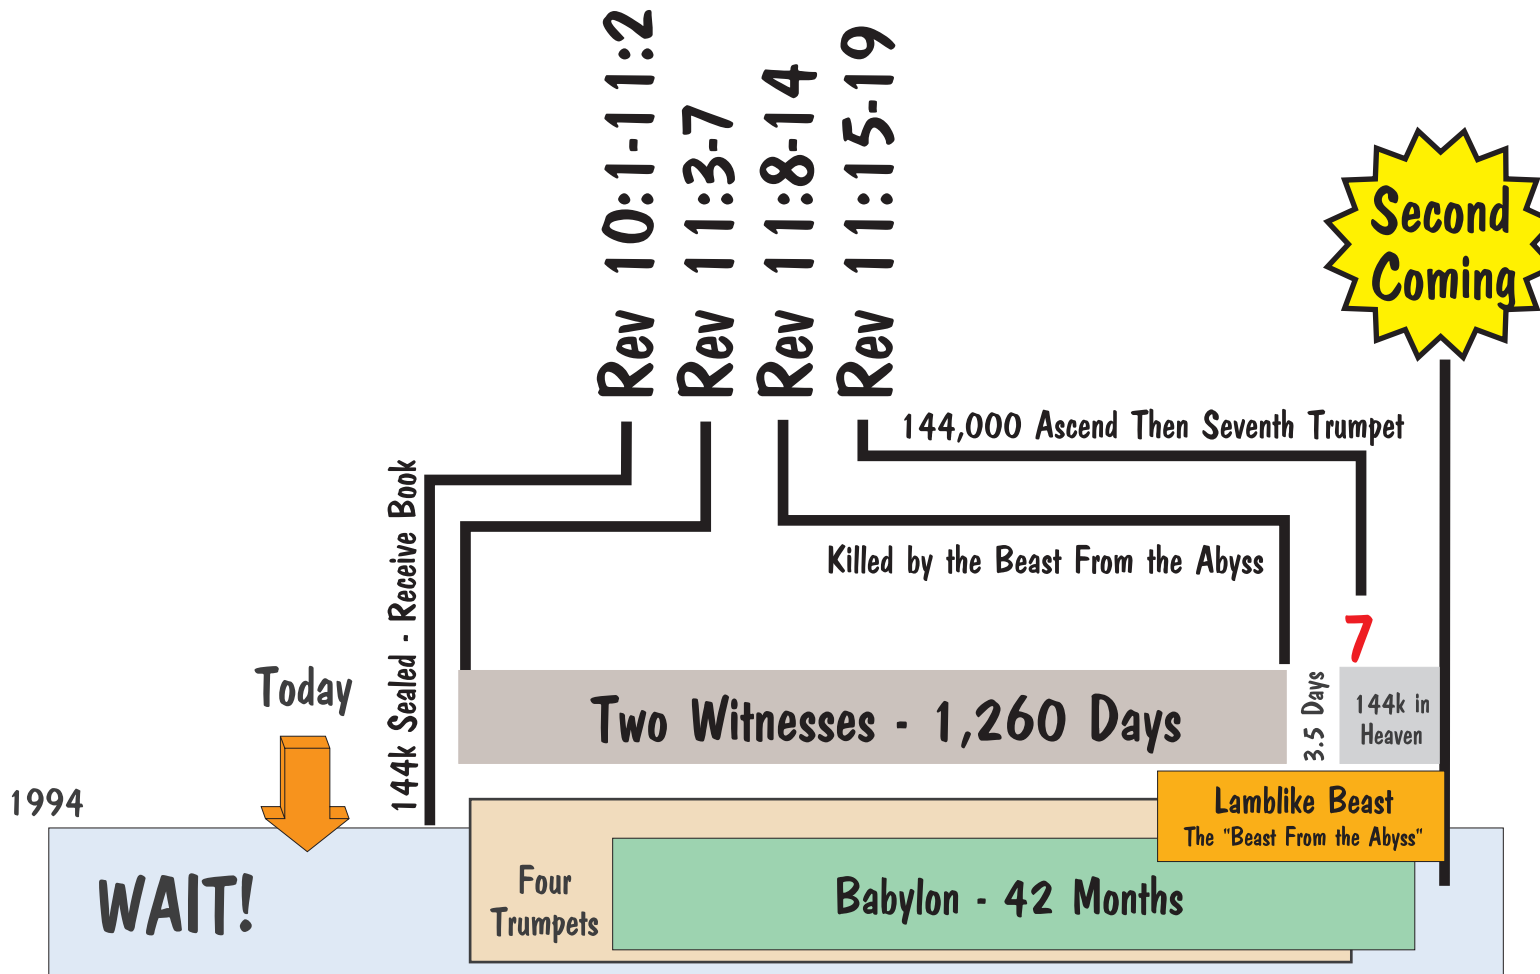 Rev 10:1-11:2
Rev 11:3-7
Rev 11:8-14
Rev 11:15-19
Second
Coming
144,000 Ascend Then Seventh Trumpet
144k Sealed - Receive Book
Killed by the Beast From the Abyss
7
Today
Two Witnesses - 1,260 Days
3.5 Days
144k in
Heaven
1994
Lamblike Beast
The "Beast From the Abyss"
WAIT!
Four
Trumpets
Babylon - 42 Months